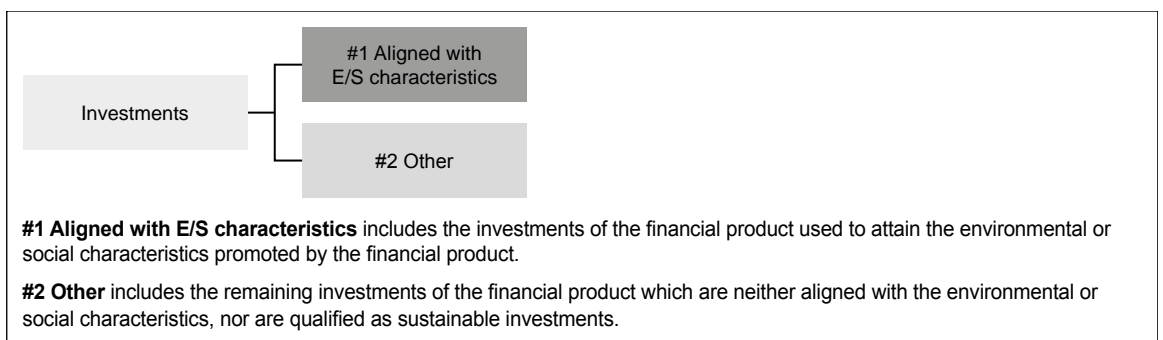 #1 Aligned with
E/S characteristics
Investments
#2 Other
#1 Aligned with E/S characteristics includes the investments of the financial product used to attain the environmental or
social characteristics promoted by the financial product.
#2 Other includes the remaining investments of the financial product which are neither aligned with the environmental or
social characteristics, nor are qualified as sustainable investments.